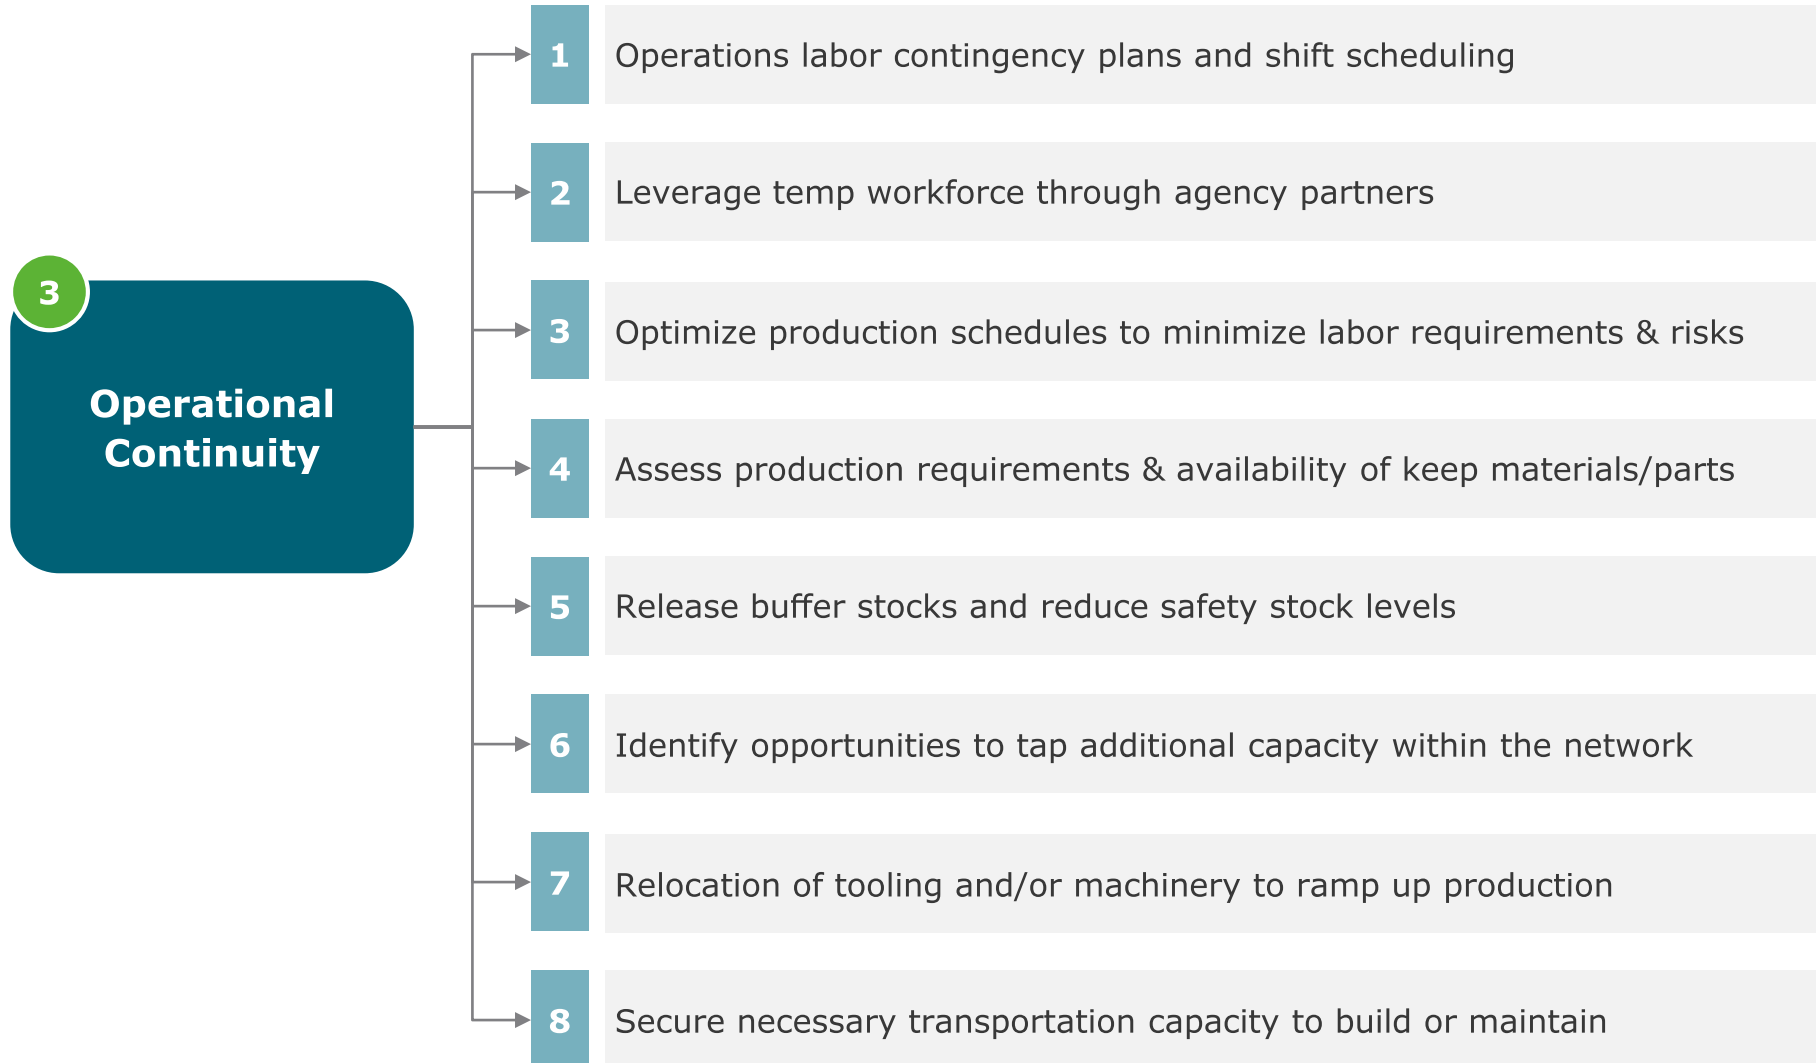 3
Operational
Continuity
1
Operations labor contingency plans and shift scheduling
2
Leverage temp workforce through agency partners
3
Optimize production schedules to minimize labor requirements & risks
4
Assess production requirements & availability of keep materials/parts
5
Release buffer stocks and reduce safety stock levels
6
Identify opportunities to tap additional capacity within the network
7
Relocation of tooling and/or machinery to ramp up production
8
Secure necessary transportation capacity to build or maintain